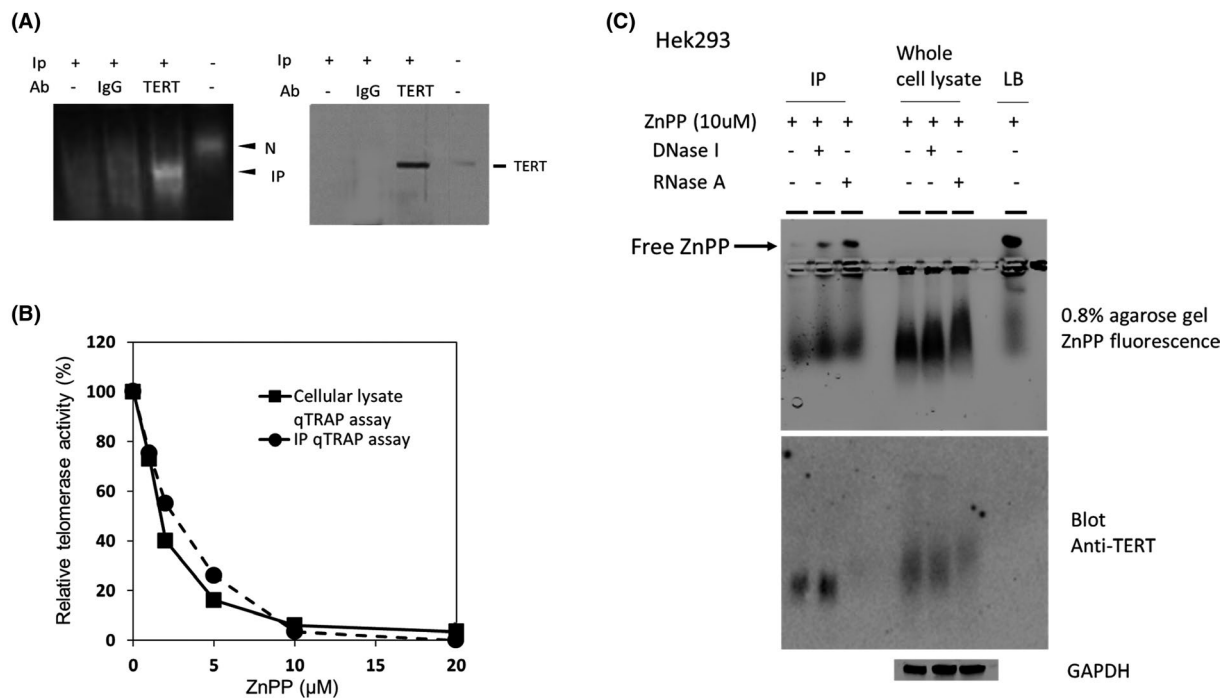 (A)
Ip + + + -
Ab - IgG TERT -
N
IP
Ip + + + -
Ab - IgG TERT -
TERT
(B)
Relative telomerase activity (%)
120
100
80
60
40
20
0
0 5 10 15 20
ZnPP (µM)
Cellular lysate
qTRAP assay
IP qTRAP assay
(C)
Hek293
IP
Whole
cell lysate
LB
ZnPP (10uM) + + + + + + +
DNase I - + - - + - -
RNase A - - + - - + -
Free ZnPP
0.8% agarose gel
ZnPP fluorescence
Blot
Anti-TERT
GAPDH